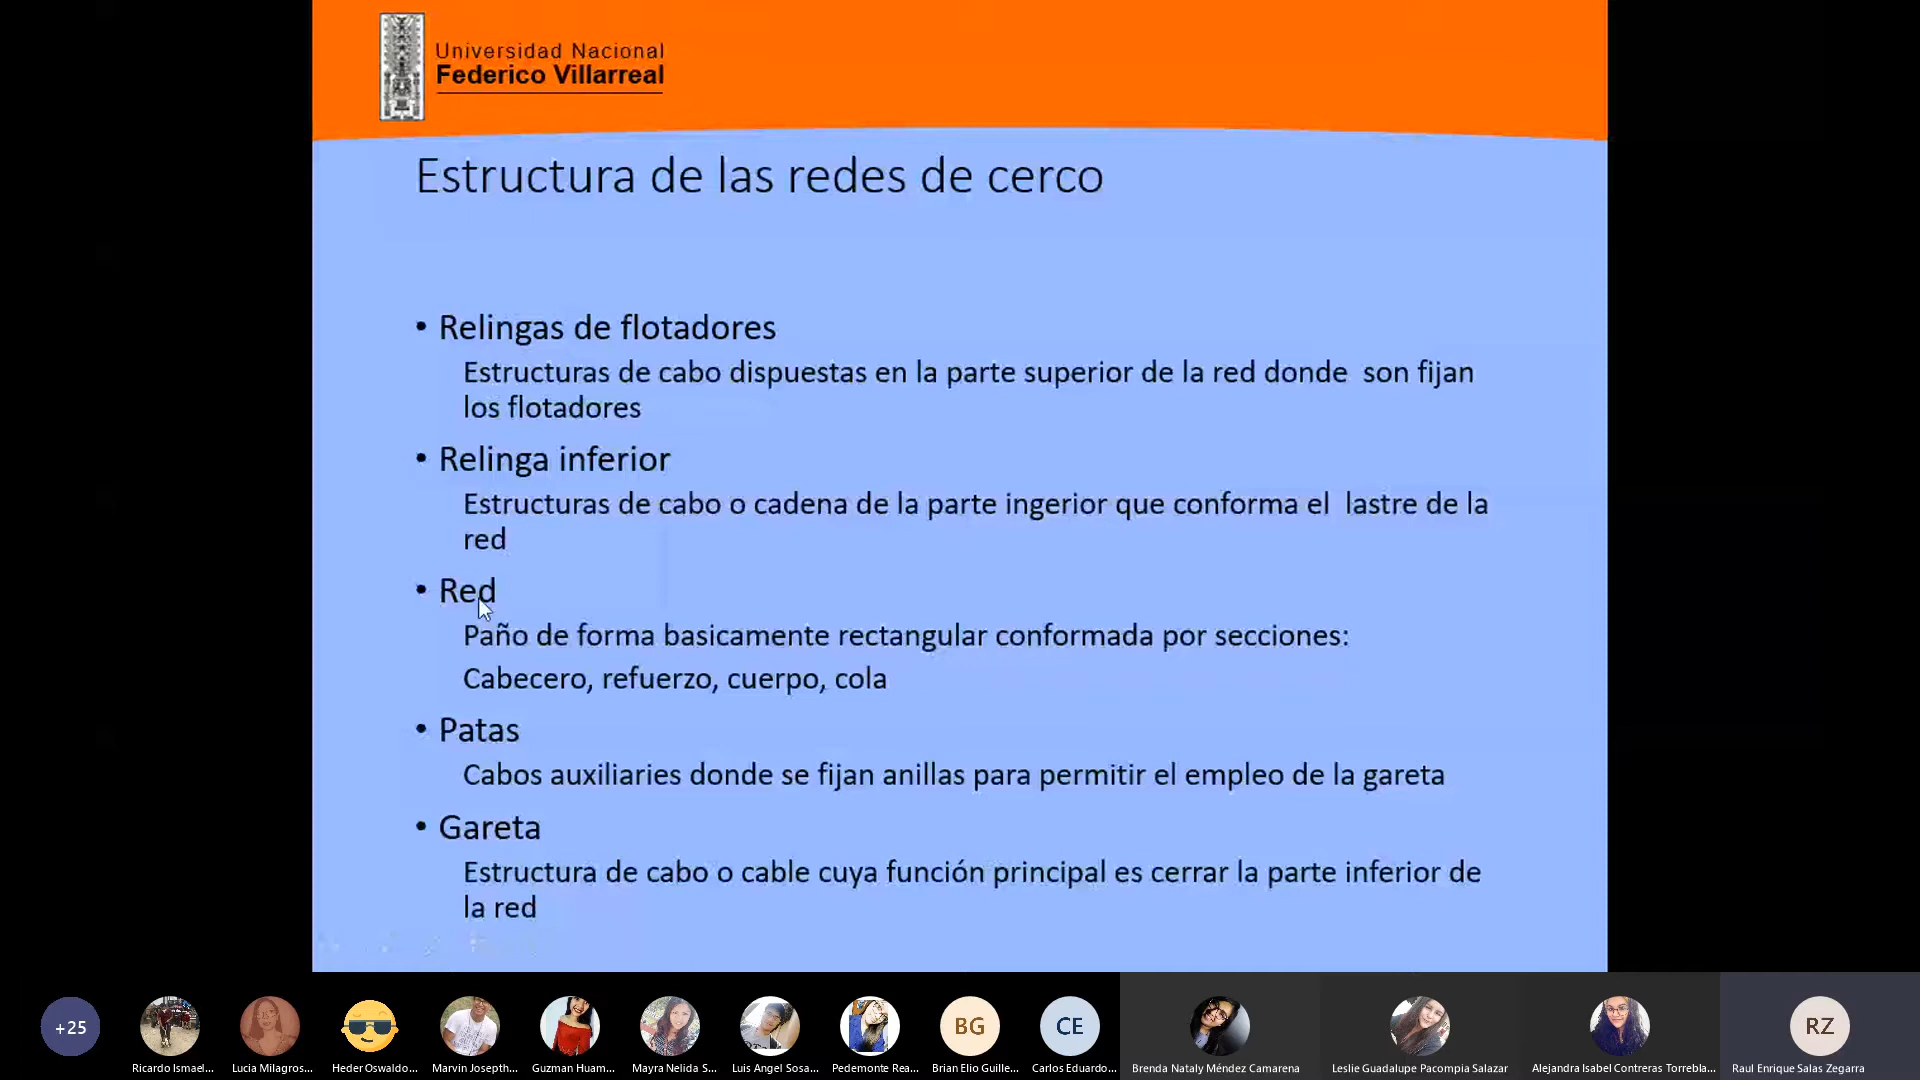 Universidad Nacional
Federico Villarreal
Estructura de las redes de cerco
• Relingas de flotadores
Estructuras de cabo dispuestas en la parte superior de la red donde  son fijan
los flotadores
• Relinga inferior
Estructuras de cabo o cadena de la parte ingerior que conforma el  lastre de la
red
• Red
Paño de forma basicamente rectangular conformada por secciones:
Cabecero, refuerzo, cuerpo, cola
• Patas
Cabos auxiliaries donde se fijan anillas para permitir el empleo de la gareta
• Gareta
Estructura de cabo o cable cuya función principal es cerrar la parte inferior de
la red
+25 BG CE RZ
Ricardo Ismael... Lucia Milagros... Heder Oswaldo... Marvin Josepth... Guzman Huam... Mayra Nelida S... Luis Angel Sosa... Pedemonte Rea... Brian Elio Guille... Carlos Eduardo... Brenda Nataly Méndez Camarena Leslie Guadalupe Pacompia Salazar Alejandra Isabel Contreras Torrebla... Raul Enrique Salas Zegarra